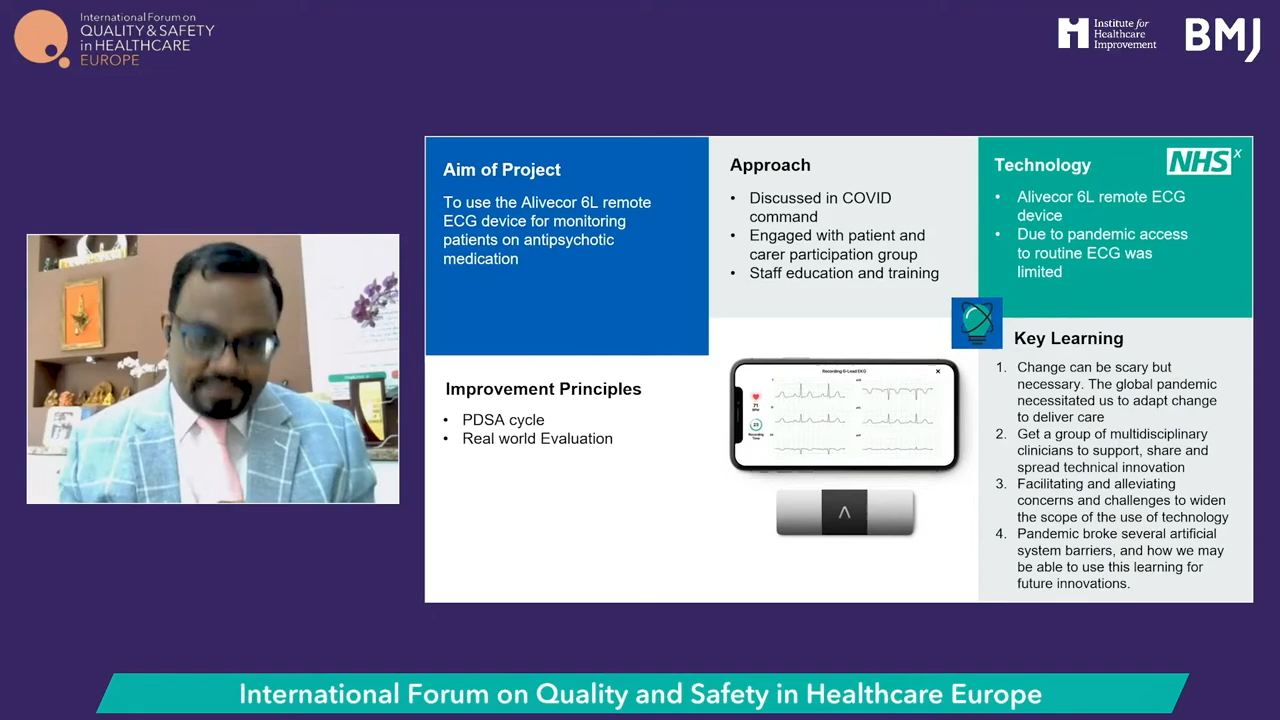 International Forum on
QUALITY & SAFETY
in HEALTHCARE
EUROPE
Institute for
Healthcare
Improvement
BMJ
Aim of Project
To use the Alivecor 6L remote
ECG device for monitoring
patients on antipsychotic
medication
Approach
• Discussed in COVID
command
• Engaged with patient and
carer participation group
• Staff education and training
Technology
NHSX
• Alivecor 6L remote ECG
device
• Due to pandemic access
to routine ECG was
limited
Improvement Principles
• PDSA cycle
• Real world Evaluation
Recording 6-Lead EKG
71
BPM
23
Recording
Time
Key Learning
1. Change can be scary but
necessary. The global pandemic
necessitated us to adapt change
to deliver care
2. Get a group of multidisciplinary
clinicians to support, share and
spread technical innovation
3. Facilitating and alleviating
concerns and challenges to widen
the scope of the use of technology
4. Pandemic broke several artificial
system barriers, and how we may
be able to use this learning for
future innovations.
International Forum on Quality and Safety in Healthcare Europe